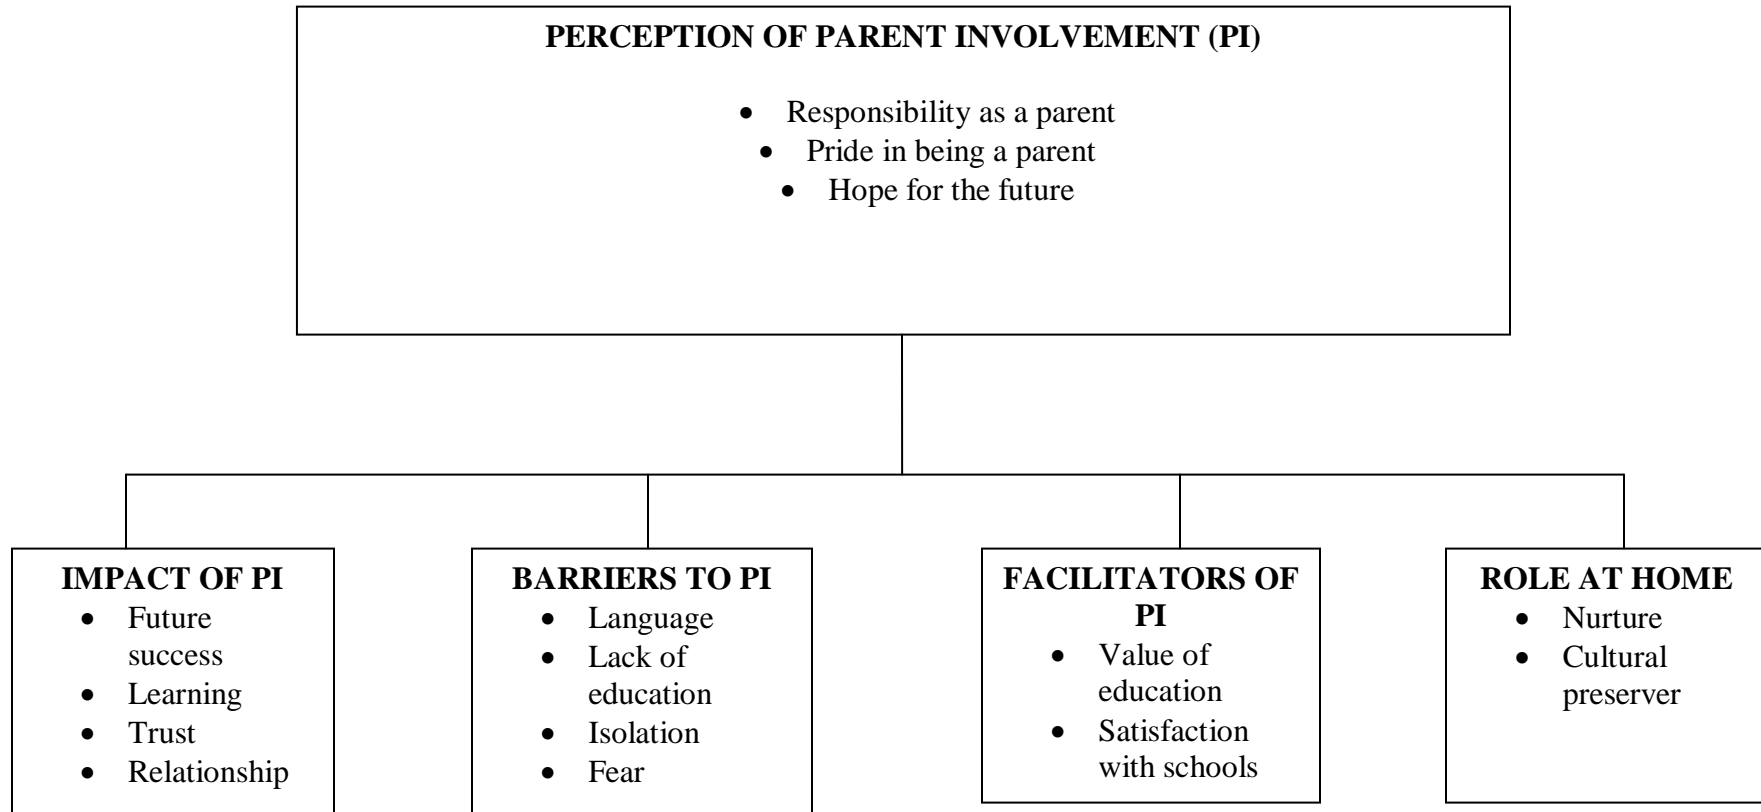 PERCEPTION OF PARENT INVOLVEMENT (PI)
• Responsibility as a parent
• Pride in being a parent
• Hope for the future
IMPACT OF PI
• Future
success
• Learning
• Trust
• Relationship
BARRIERS TO PI
• Language
• Lack of
education
• Isolation
• Fear
FACILITATORS OF
PI
• Value of
education
• Satisfaction
with schools
ROLE AT HOME
• Nurture
• Cultural
preserver